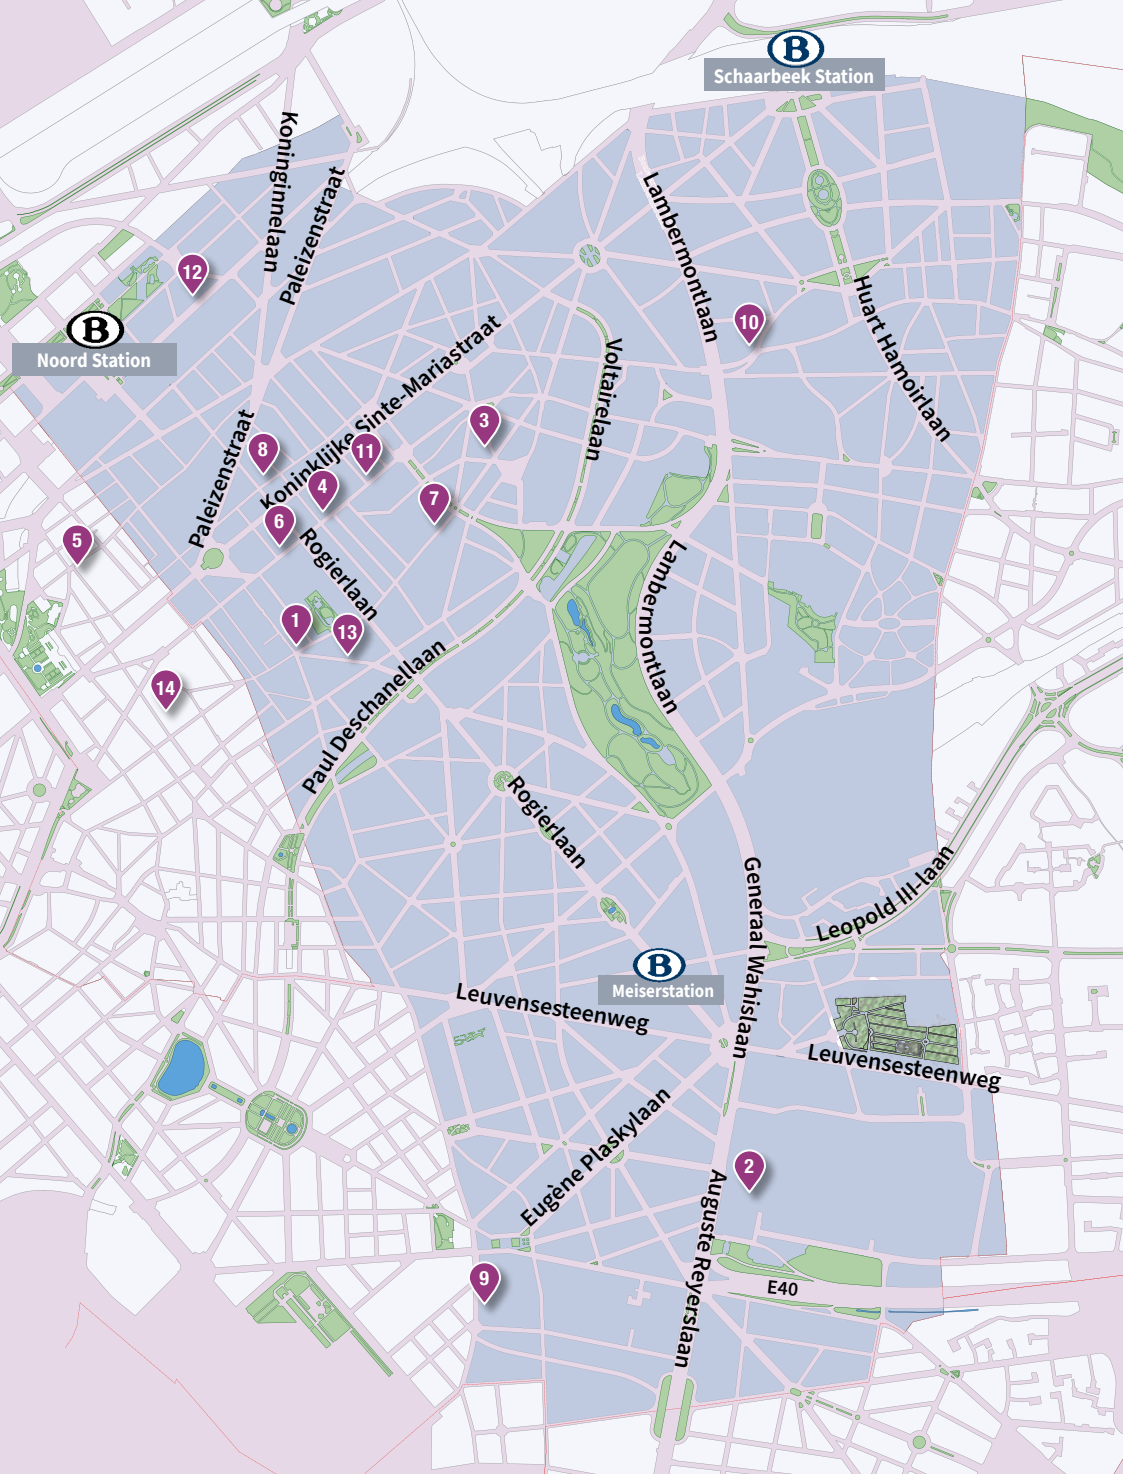 B
Schaarbeek Station
Koninginnelaan
Paleizenstraat
Lambermontlaan
12
B
Noord Station
Huart Hamoirlaan
10
Koninklijke Sinte-Mariastraat
Voltairelaan
3
Paleizenstraat
8
11
4
7
6
5
Rogierlaan
Lambermontlaan
1
13
14
Paul Deschanellaan
Rogierlaan
Generaal Wahislaan
Leopold III-laan
B
Meiserstation
Leuvensesteenweg
Leuvensesteenweg
Eugène Plaskylaan
2
Auguste Reyerslaan
9
E40